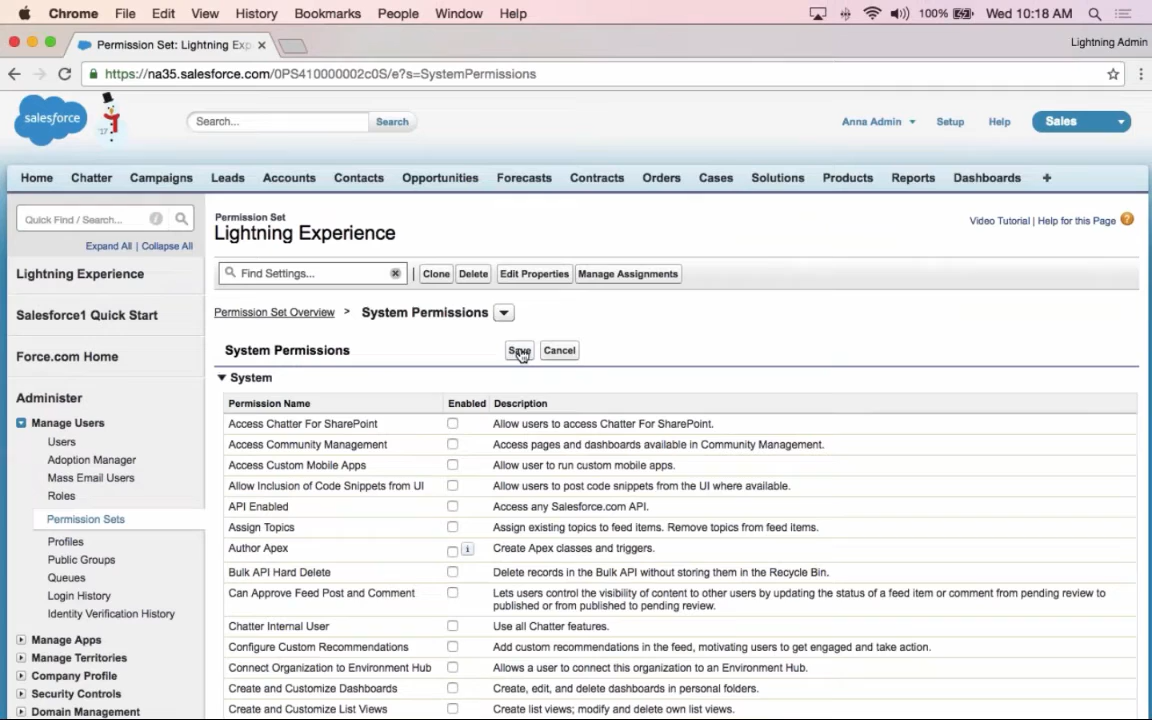 Chrome File Edit View History Bookmarks People Window Help 100% Wed 10:18 AM
Permission Set: Lightning Exp Lightning Admin
https://na35.salesforce.com/0PS410000002c0S/e?s=SystemPermissions
salesforce 17 Search... Search Anna Admin Setup Help Sales
Home Chatter Campaigns Leads Accounts Contacts Opportunities Forecasts Contracts Orders Cases Solutions Products Reports Dashboards +
Quick Find / Search... i
Expand All | Collapse All
Lightning Experience
Salesforce1 Quick Start
Force.com Home
Administer
Manage Users
Users
Adoption Manager
Mass Email Users
Roles
Permission Sets
Profiles
Public Groups
Queues
Login History
Identity Verification History
Manage Apps
Manage Territories
Company Profile
Security Controls
Domain Management
Permission Set
Lightning Experience
Video Tutorial | Help for this Page ?
Find Settings... | Clone Delete Edit Properties Manage Assignments
Permission Set Overview > System Permissions
System Permissions Save Cancel
System
Permission Name Enabled Description
Access Chatter For SharePoint Allow users to access Chatter For SharePoint.
Access Community Management Access pages and dashboards available in Community Management.
Access Custom Mobile Apps Allow user to run custom mobile apps.
Allow Inclusion of Code Snippets from UI Allow users to post code snippets from the UI where available.
API Enabled Access any Salesforce.com API.
Assign Topics Assign existing topics to feed items. Remove topics from feed items.
Author Apex i Create Apex classes and triggers.
Bulk API Hard Delete Delete records in the Bulk API without storing them in the Recycle Bin.
Can Approve Feed Post and Comment Lets users control the visibility of content to other users by updating the status of a feed item or comment from pending review to
published or from published to pending review.
Chatter Internal User Use all Chatter features.
Configure Custom Recommendations Add custom recommendations in the feed, motivating users to get engaged and take action.
Connect Organization to Environment Hub Allows a user to connect this organization to an Environment Hub.
Create and Customize Dashboards Create, edit, and delete dashboards in personal folders.
Create and Customize List Views Create list views; modify and delete own list views.